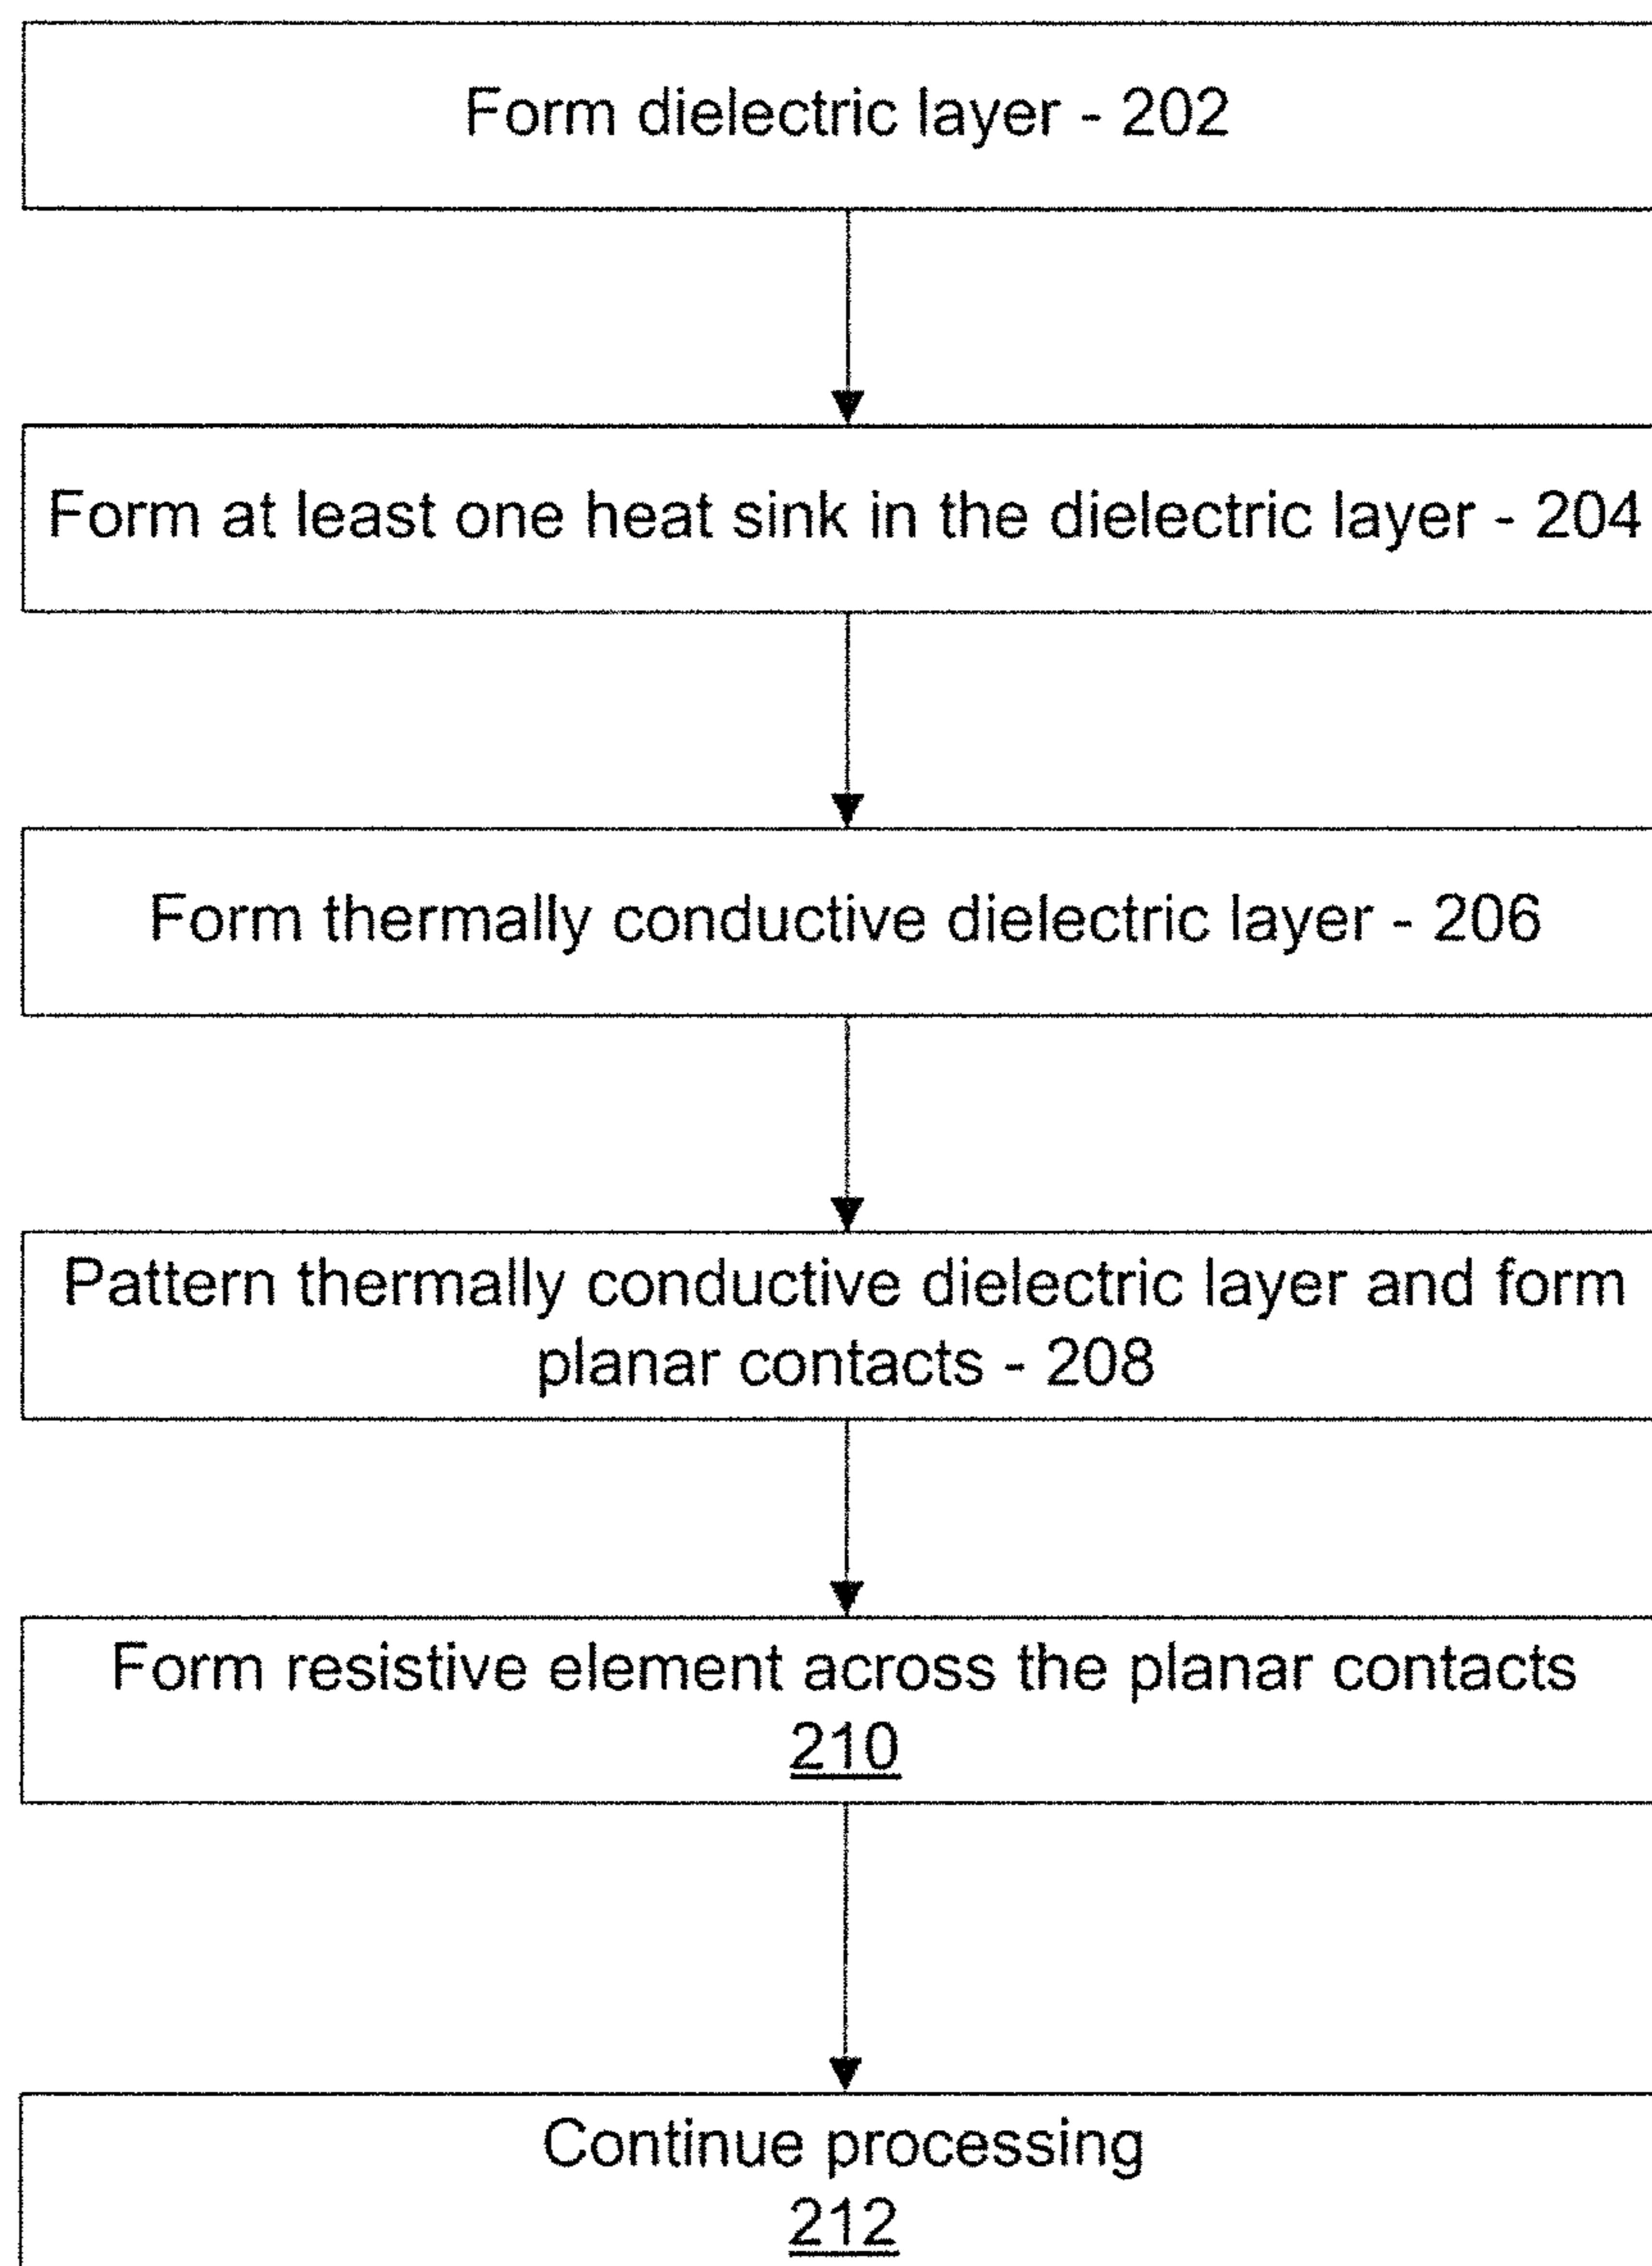 Form dielectric layer - 202
Form at least one heat sink in the dielectric layer - 204
Form thermally conductive dielectric layer - 206
Pattern thermally conductive dielectric layer and form
planar contacts - 208
Form resistive element across the planar contacts
210
Continue processing
212